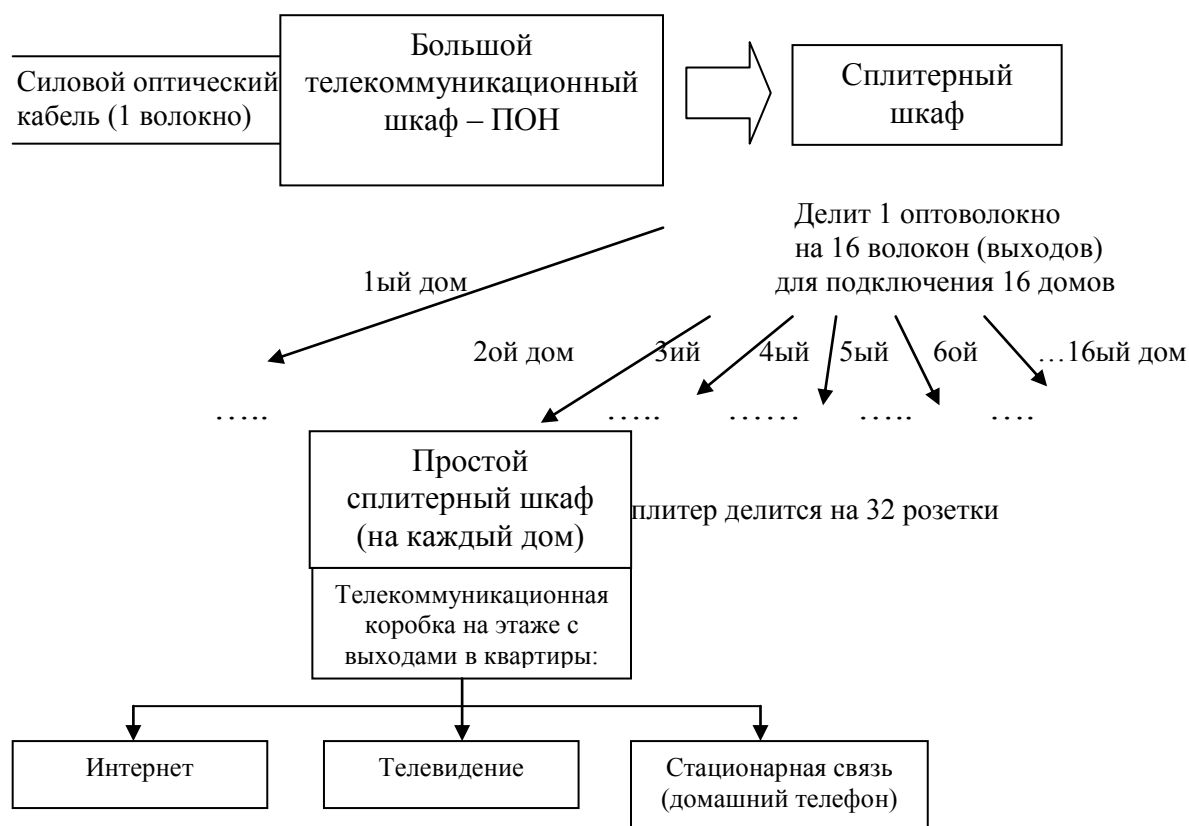 Большой
телекоммуникационный
шкаф – ПОН
Силовой оптический
кабель (1 волокно)
Сплитерный
шкаф
Делит 1 оптоволокно
на 16 волокон (выходов)
для подключения 16 домов
1ый дом
2ой дом 3ий 4ый 5ый 6ой …16ый дом
….. ….. …… ….. ….
Простой
сплитерный шкаф
(на каждый дом)
плитер делится на 32 розетки
Телекоммуникационная
коробка на этаже с
выходами в квартиры:
Интернет
Телевидение
Стационарная связь
(домашний телефон)